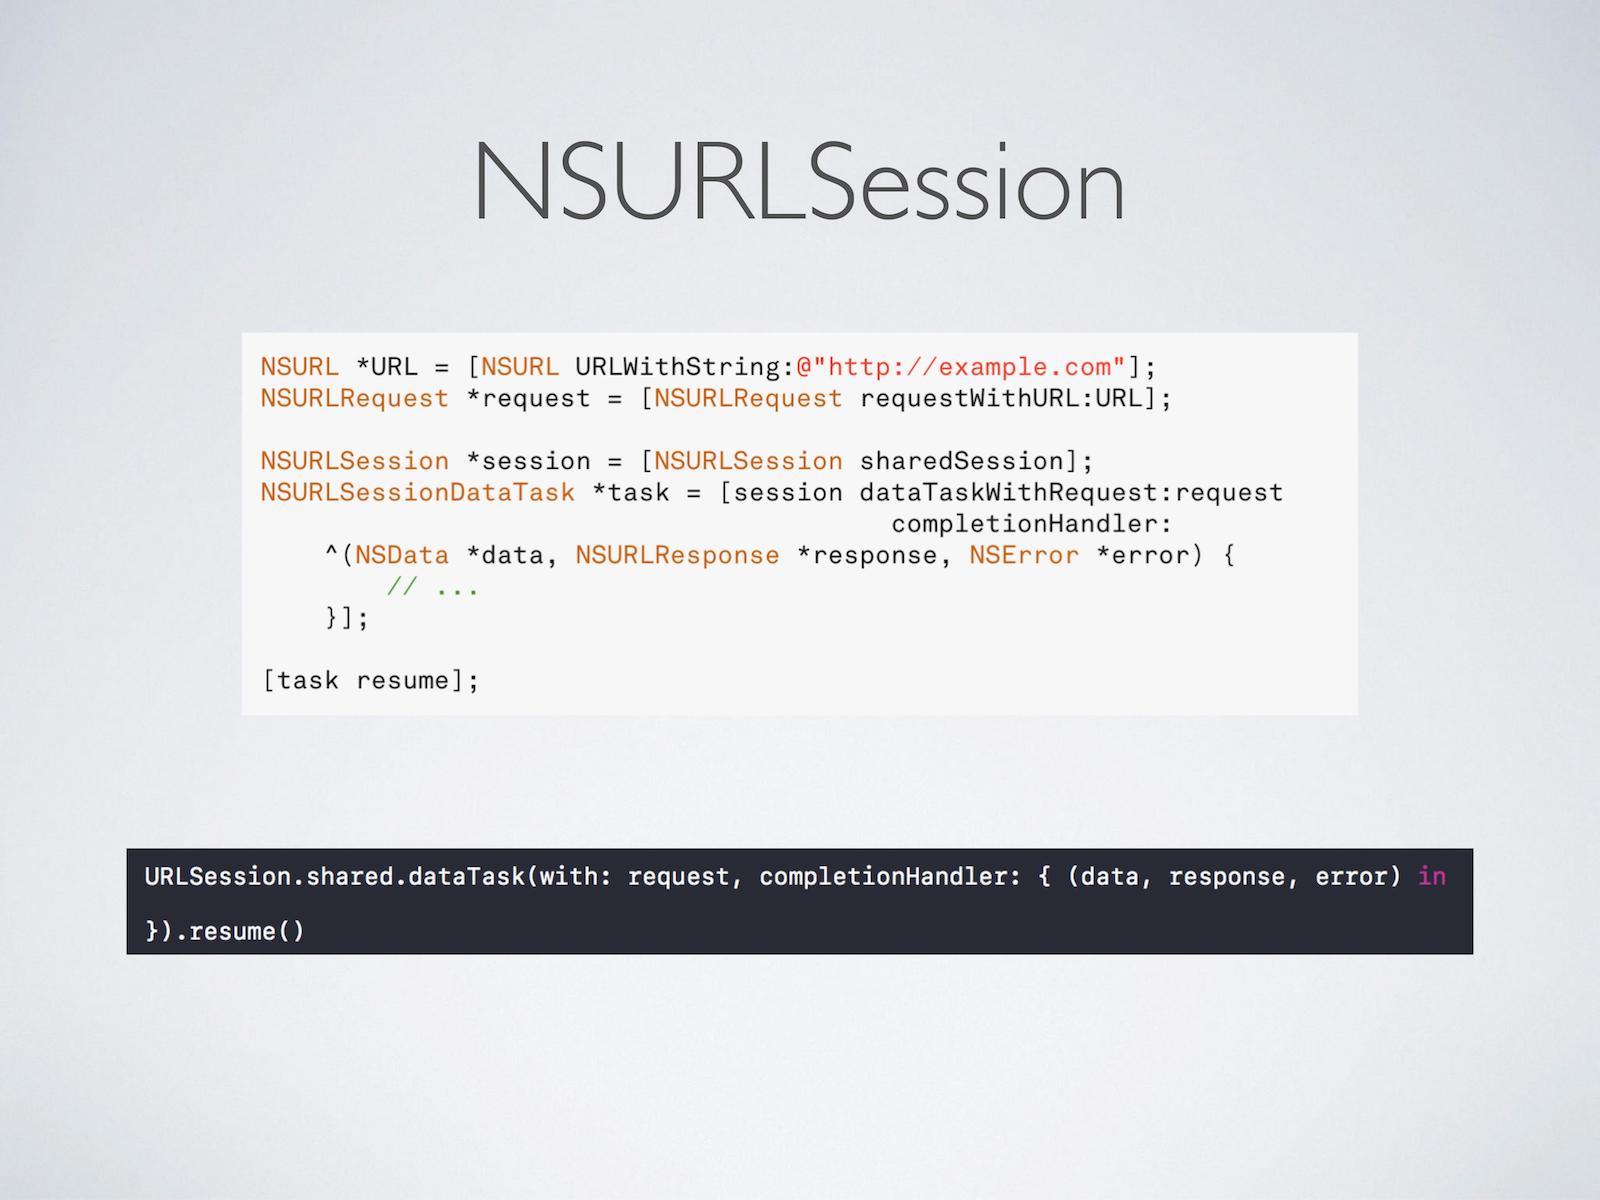 NSURLSession
NSURL *URL = [NSURL URLWithString:@"http://example.com"];
NSURLRequest *request = [NSURLRequest requestWithURL:URL];
NSURLSession *session = [NSURLSession sharedSession];
NSURLSessionDataTask *task = [session dataTaskWithRequest:request
completionHandler:
^(NSData *data, NSURLResponse *response, NSError *error) {
// ...
}];
[task resume];
URLSession.shared.dataTask(with: request, completionHandler: { (data, response, error) in
}).resume()